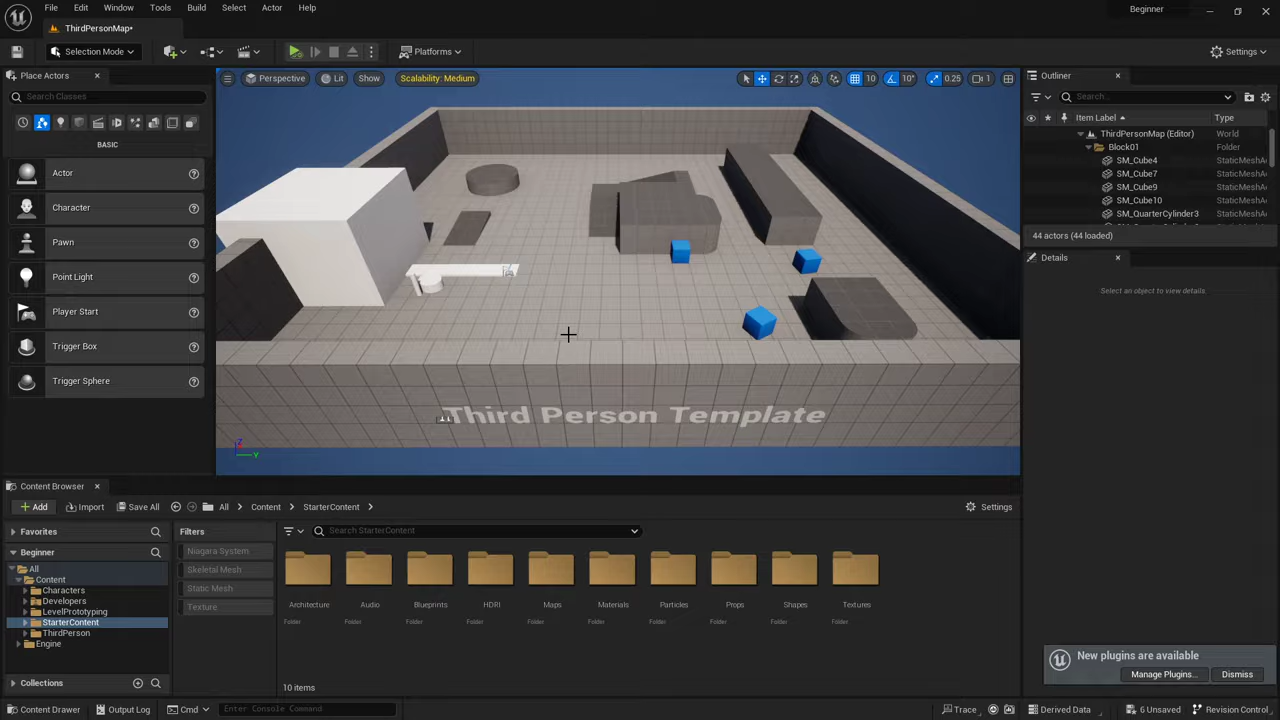 File Edit Window Tools Build Select Actor Help
Beginner
ThirdPersonMap•
Selection Mode
Platforms
Settings
Place Actors
Search Classes
BASIC
Actor
Character
Pawn
Point Light
Player Start
Trigger Box
Trigger Sphere
Perspective Lit Show Scalability: Medium 10 10° 0.25 1
Third Person Template
Outliner
Search...
Item Label Type
ThirdPersonMap (Editor) World
Block01 Folder
SM_Cube4 StaticMeshA
SM_Cube7 StaticMeshA
SM_Cube9 StaticMeshA
SM_Cube10 StaticMeshA
SM_QuarterCylinder3 StaticMeshA
44 actors (44 loaded)
Details
Select an object to view details.
Content Browser
Add Import Save All All Content StarterContent Settings
Favorites
Beginner
All
Content
Characters
Developers
LevelPrototyping
StarterContent
ThirdPerson
Engine
Collections
Filters
Niagara System
Skeletal Mesh
Static Mesh
Texture
Search StarterContent
Architecture Audio Blueprints HDRI Maps Materials Particles Props Shapes Textures
Folder Folder Folder Folder Folder Folder Folder Folder Folder Folder
10 items
New plugins are available
Manage Plugins... Dismiss
Content Drawer Output Log Cmd Enter Console Command Trace Derived Data 6 Unsaved Revision Control